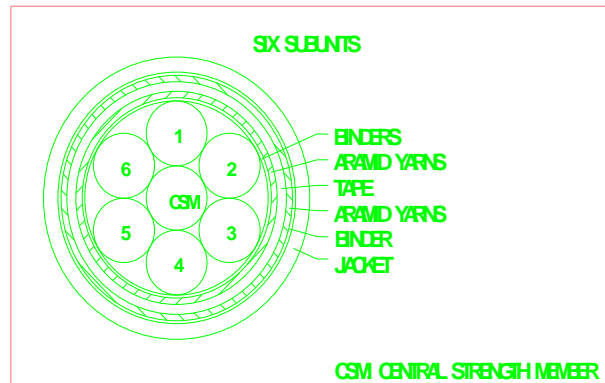 SIX SUBUNITS
1
6
2
CSM
5
3
4
BINDERS
ARAMID YARNS
TAPE
ARAMID YARNS
BINDER
JACKET
CSM CENTRAL STRENGTH MEMBER